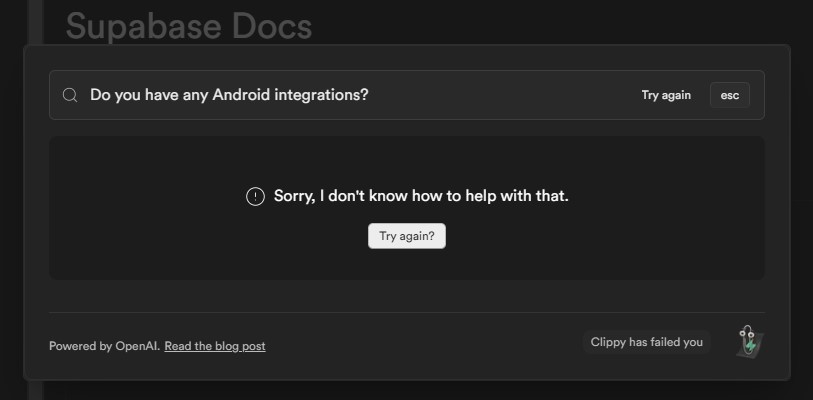 Supabase Docs
Do you have any Android integrations?
Try again
esc
Sorry, I don't know how to help with that.
Try again?
Powered by OpenAI. Read the blog post
Clippy has failed you